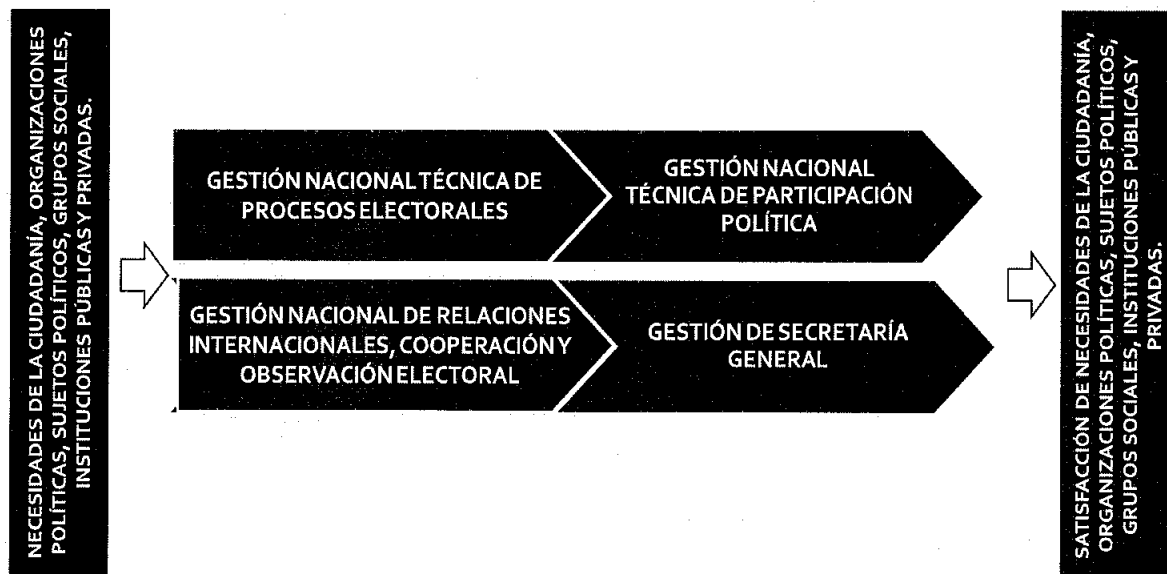 NECESIDADES DE LA CIUDADANÍA, ORGANIZACIONES
POLÍTICAS, SUJETOS POLÍTICOS, GRUPOS SOCIALES,
INSTITUCIONES PÚBLICAS Y PRIVADAS.
GESTIÓN NACIONAL TÉCNICA DE
PROCESOS ELECTORALES
GESTIÓN NACIONAL
TÉCNICA DE PARTICIPACIÓN
POLÍTICA
GESTIÓN NACIONAL DE RELACIONES
INTERNACIONALES, COOPERACIÓN Y
OBSERVACIÓN ELECTORAL
GESTIÓN DE SECRETARÍA
GENERAL
SATISFACCIÓN DE NECESIDADES DE LA CIUDADANÍA,
ORGANIZACIONES POLÍTICAS, SUJETOS POLÍTICOS,
GRUPOS SOCIALES, INSTITUCIONES PÚBLICAS Y
PRIVADAS.